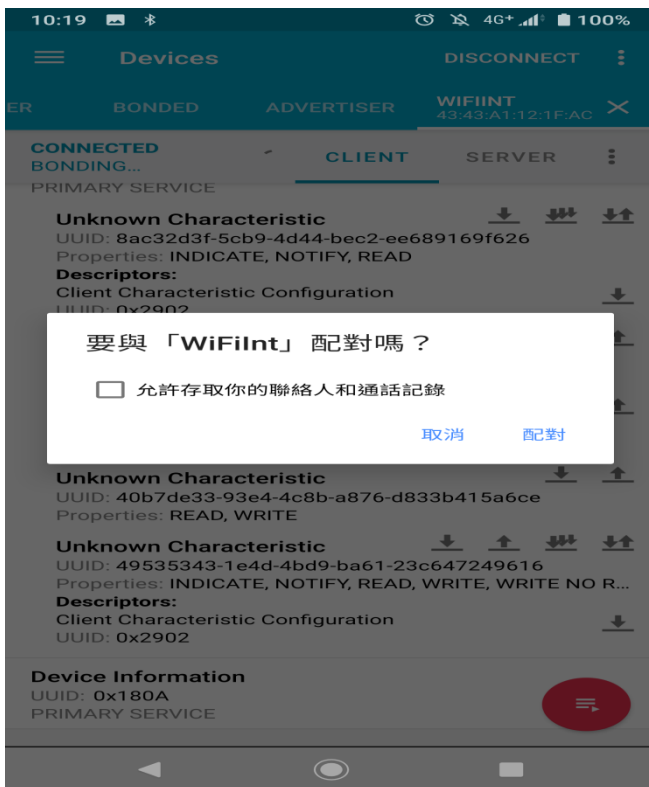 10:19
4G+
100%
Devices
DISCONNECT
ER
BONDED
ADVERTISER
WIFIINT
43:43:A1:12:1F:AC
CONNECTED
BONDING...
CLIENT
SERVER
PRIMARY SERVICE
Unknown Characteristic
UUID: 8ac32d3f-5cb9-4d44-bec2-ee689169f626
Properties: INDICATE, NOTIFY, READ
Descriptors:
Client Characteristic Configuration
UUID: 0x2902
要與「WiFiInt」配對嗎？
允許存取你的聯絡人和通話記錄
取消
配對
Unknown Characteristic
UUID: 40b7de33-93e4-4c8b-a876-d833b415a6ce
Properties: READ, WRITE
Unknown Characteristic
UUID: 49535343-1e4d-4bd9-ba61-23c647249616
Properties: INDICATE, NOTIFY, READ, WRITE, WRITE NO R...
Descriptors:
Client Characteristic Configuration
UUID: 0x2902
Device Information
UUID: 0x180A
PRIMARY SERVICE